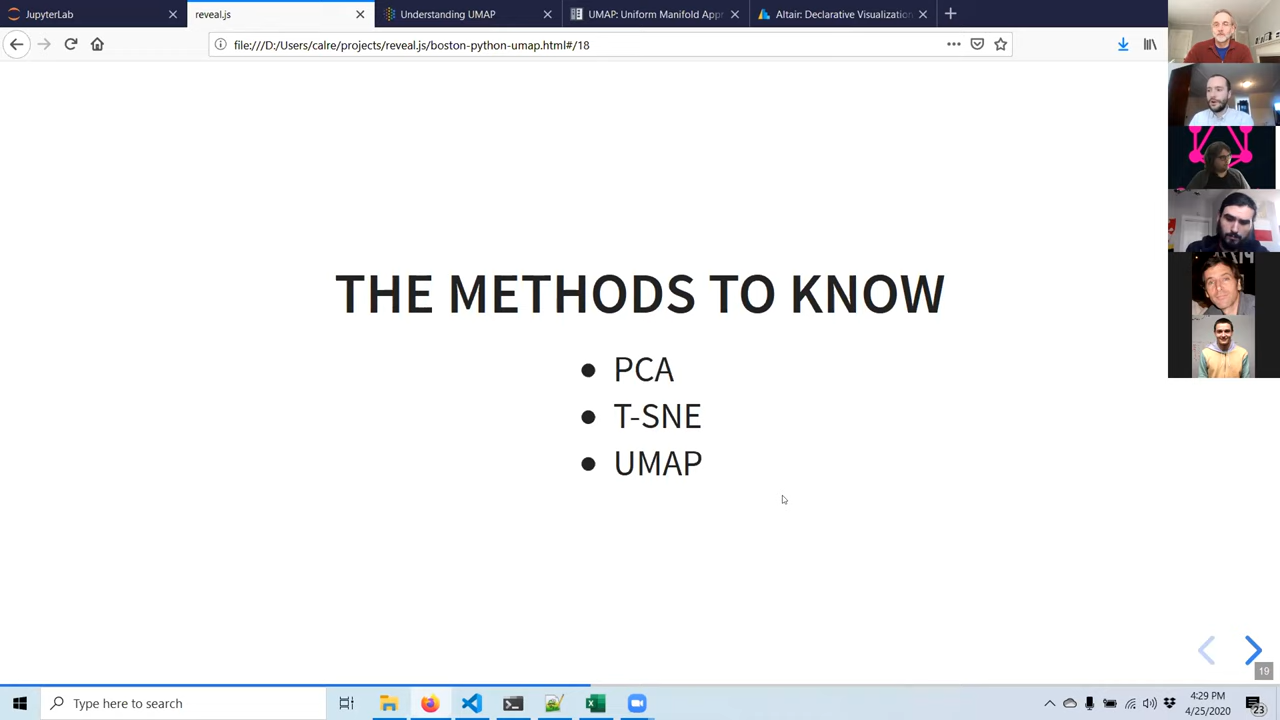 JupyterLab
reveal.js
Understanding UMAP
UMAP: Uniform Manifold Appr
Altair: Declarative Visualization
file:///D:/Users/calre/projects/reveal.js/boston-python-umap.html#/18
THE METHODS TO KNOW
• PCA
• T-SNE
• UMAP
19
Type here to search
4:29 PM
4/25/2020
23